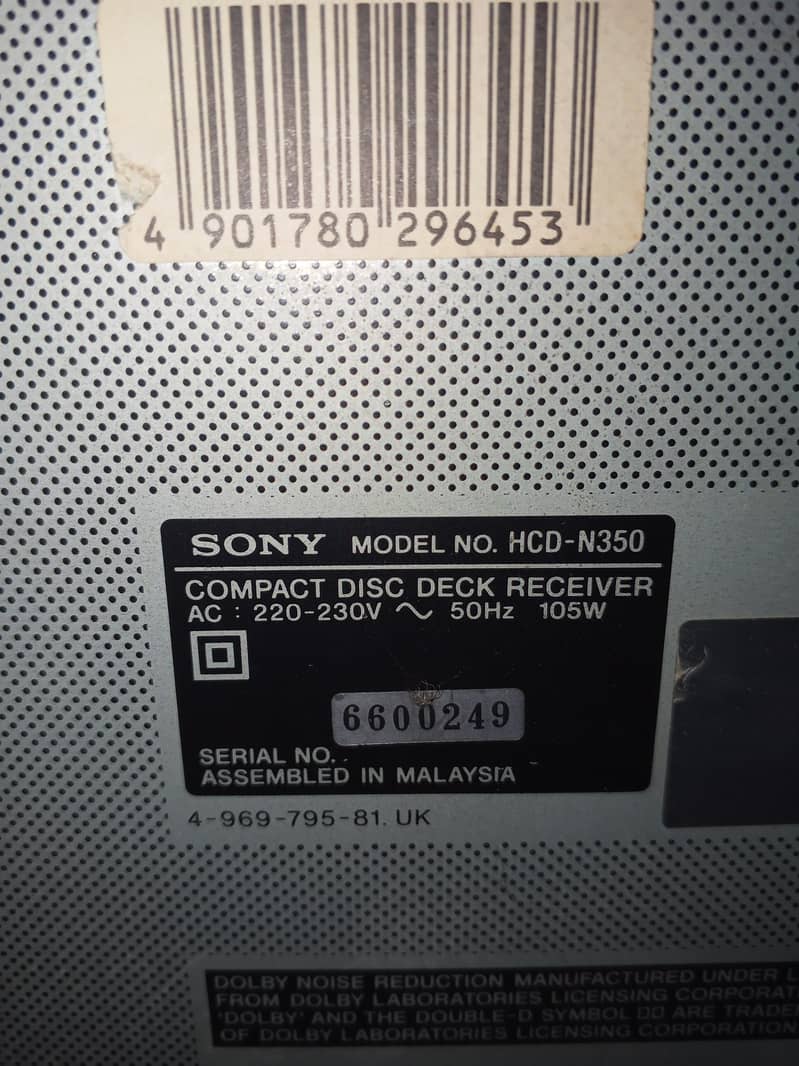 4 901780 296453
SONY MODEL NO. HCD-N350
COMPACT DISC DECK RECEIVER
AC : 220-230V ～ 50Hz 105W
6600249
SERIAL NO.
ASSEMBLED IN MALAYSIA
4-969-795-81. UK
DOLBY NOISE REDUCTION MANUFACTURED UNDER
FROM DOLBY LABORATORIES LICENSING
'DOLBY' AND THE DOUBLE-D SYMBOL ARE
OF DOLBY LABORATORIES LICENSING CORPORATION